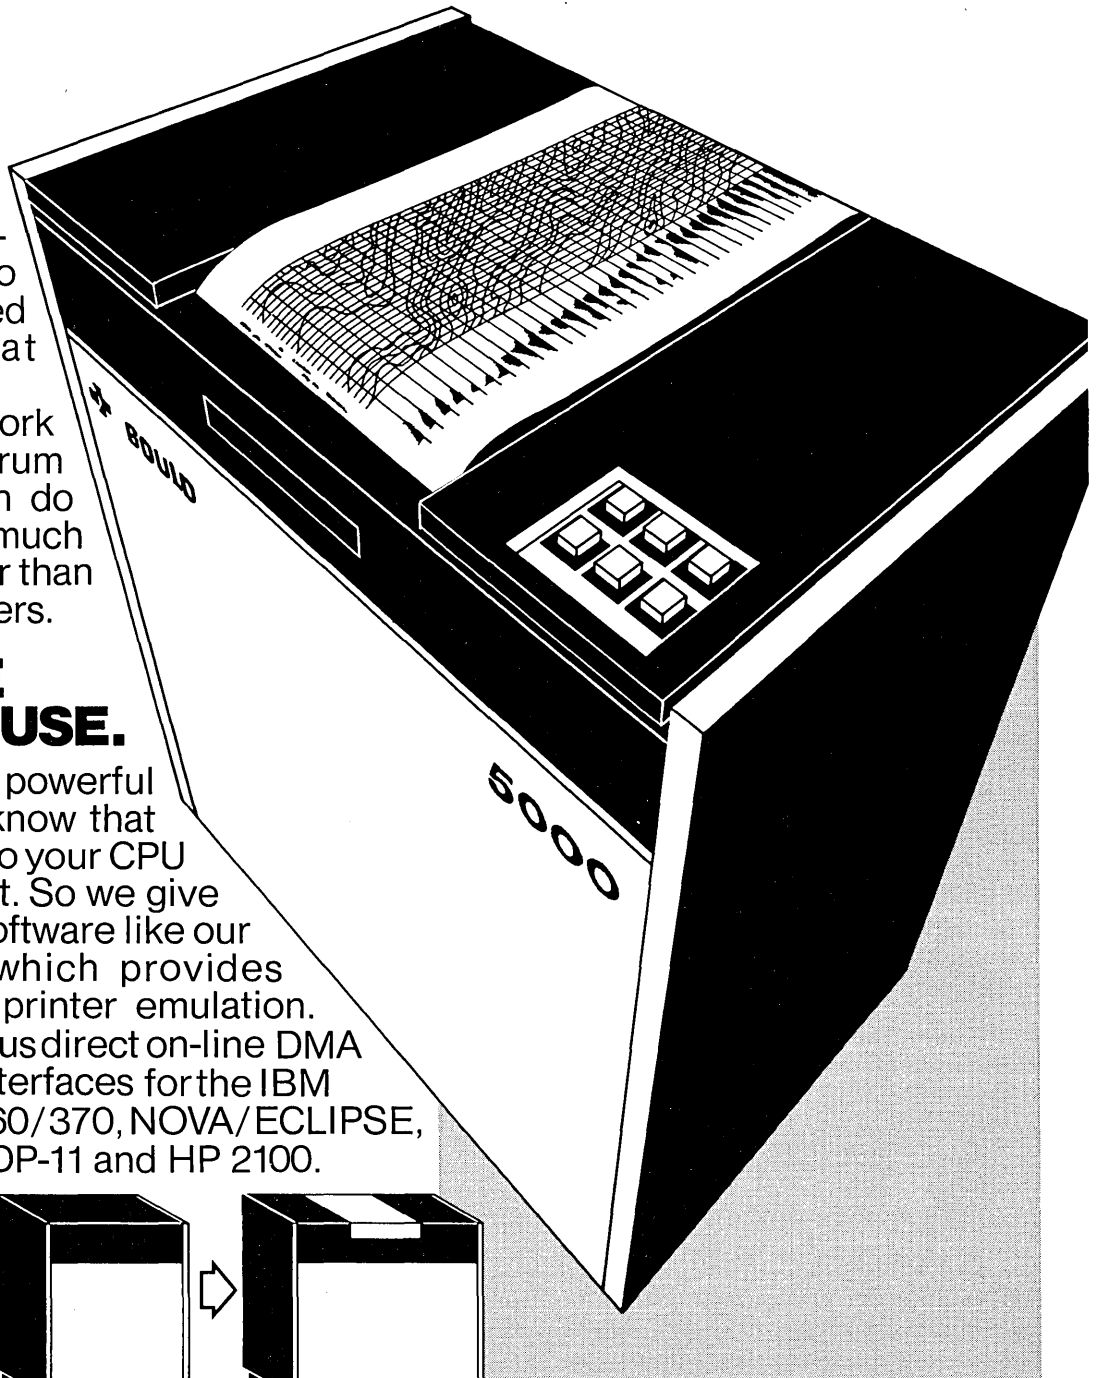 -
o
ed
at
ork
rum
n do
much
r than
ers.
E
USE.
powerful
know that
o your CPU
t. So we give
oftware like our
which provides
printer emulation.
us direct on-line DMA
terfaces for the IBM
60/370, NOVA/ECLIPSE,
DP-11 and HP 2100.
GOULD
5000